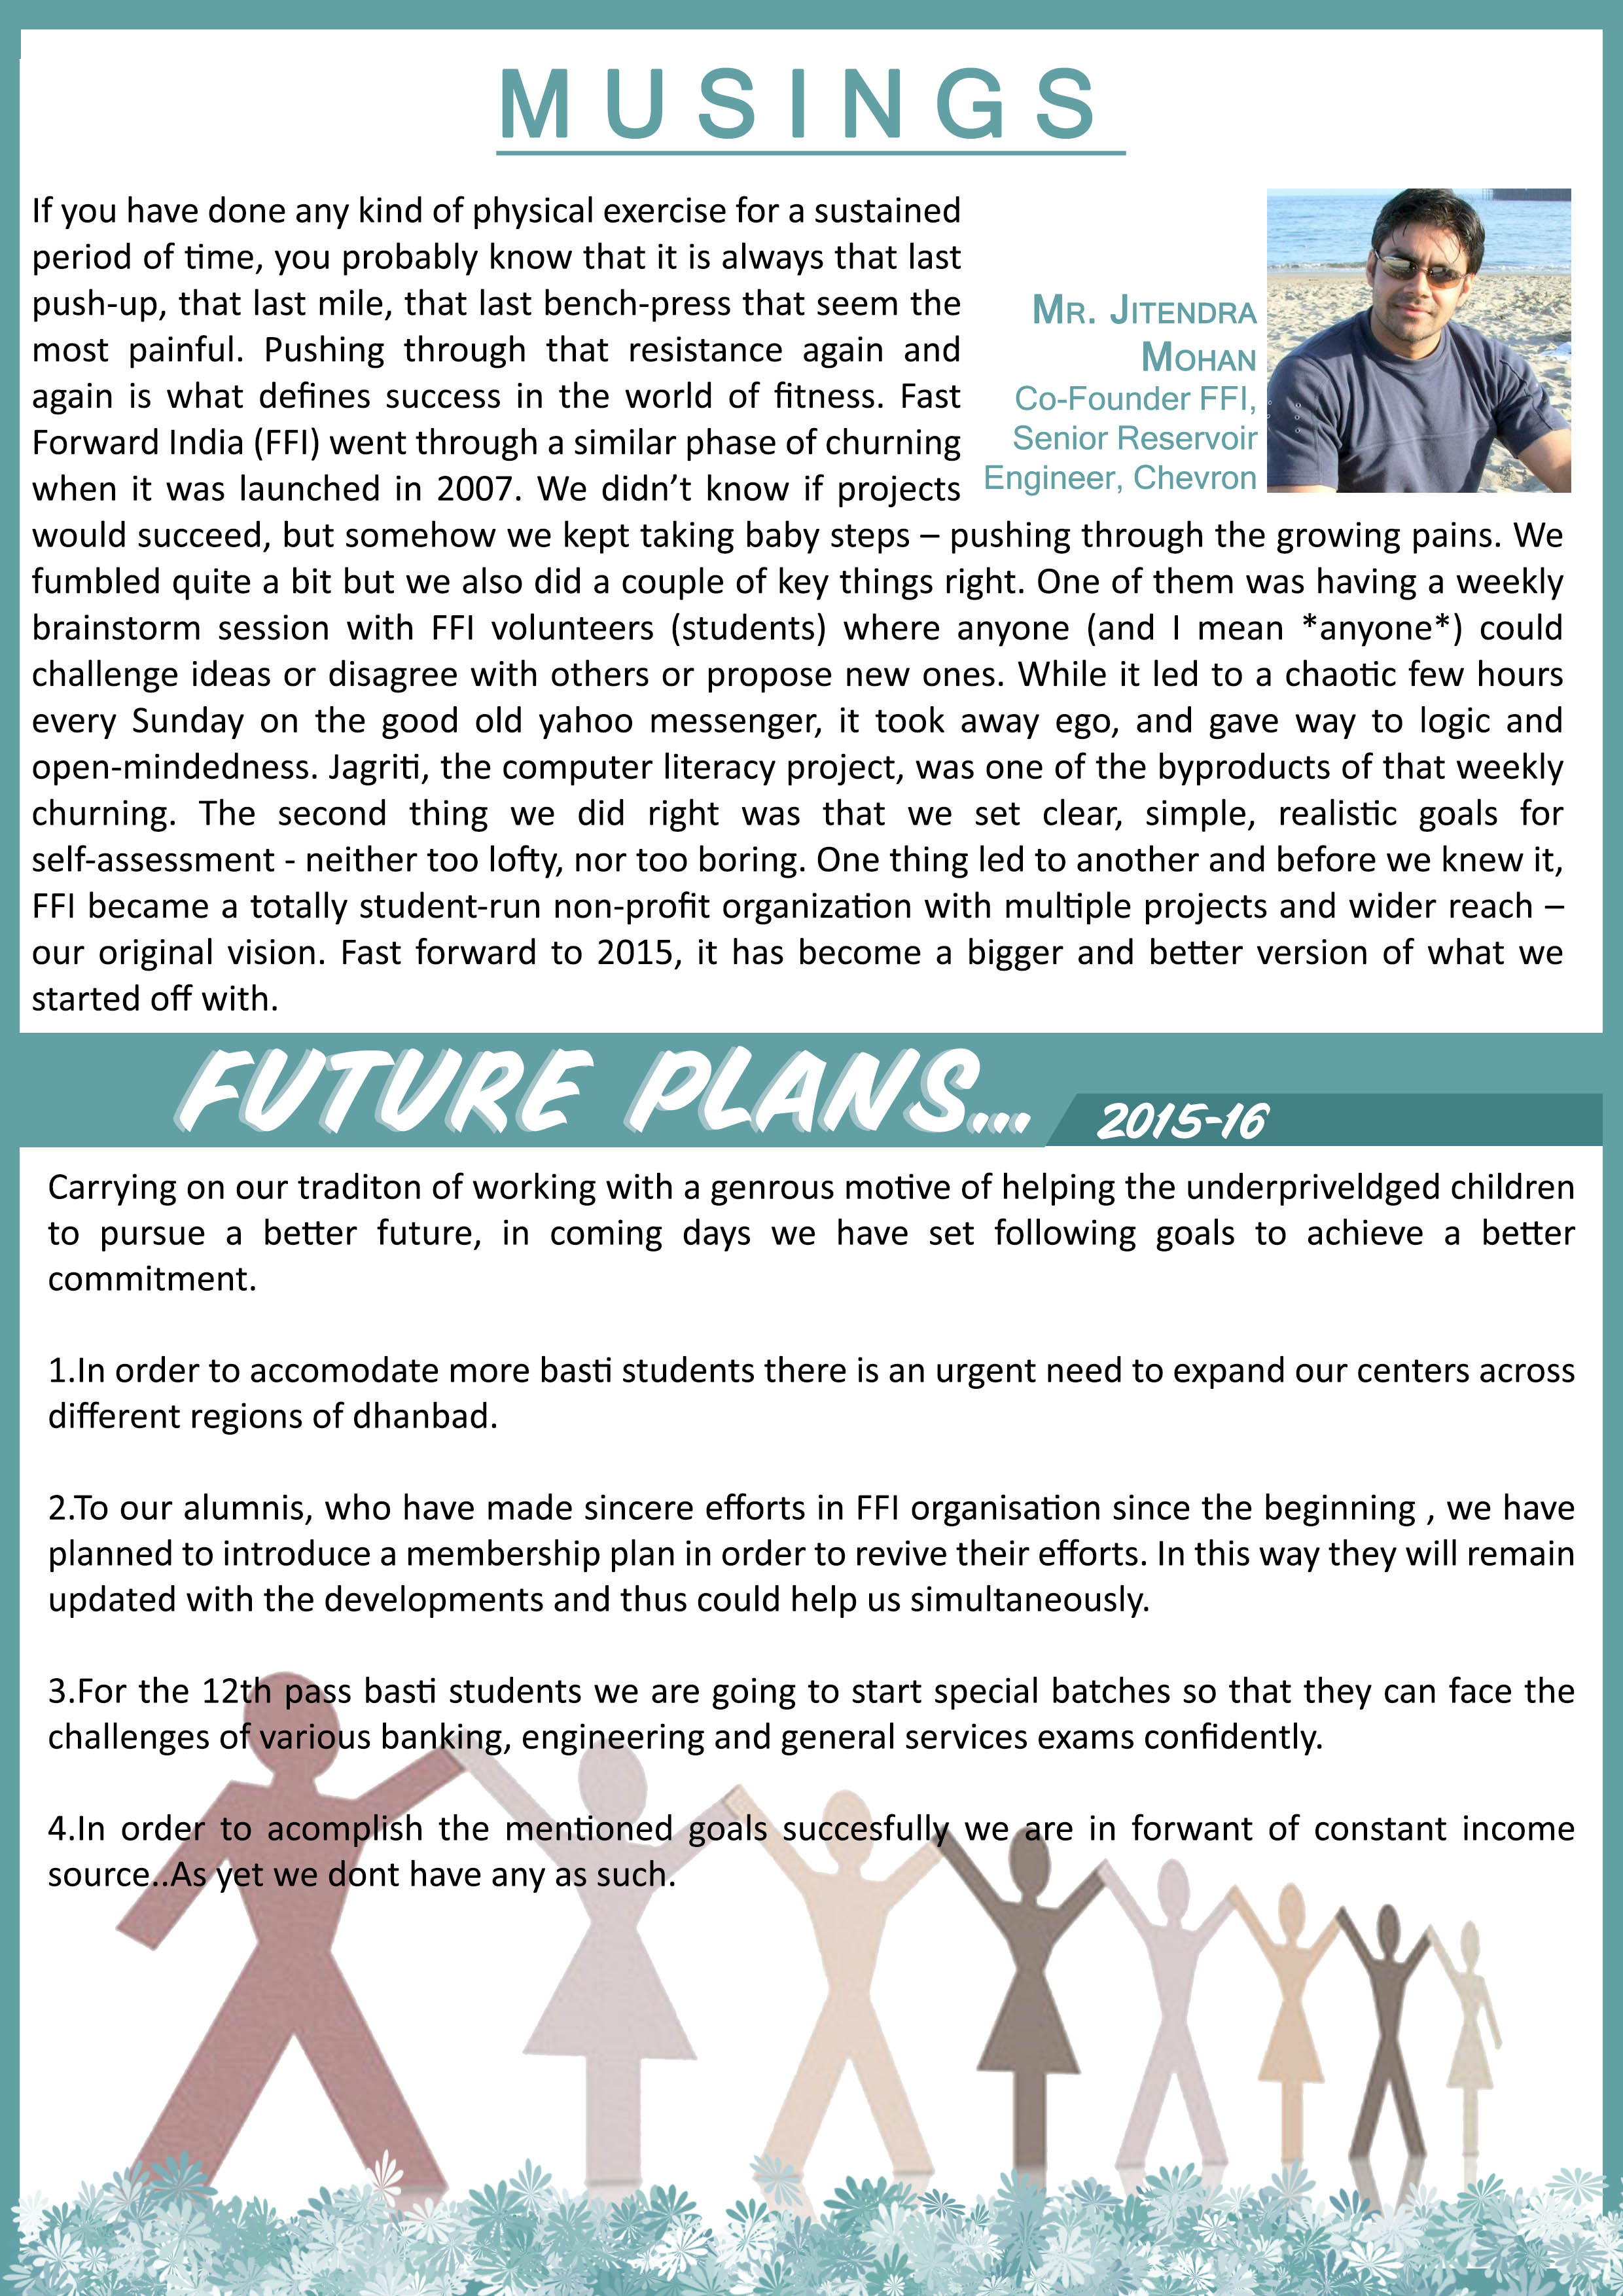 MUSINGS
If you have done any kind of physical exercise for a sustained
period of time, you probably know that it is always that last
push-up, that last mile, that last bench-press that seem the
most painful. Pushing through that resistance again and
again is what defines success in the world of fitness. Fast
Forward India (FFI) went through a similar phase of churning
when it was launched in 2007. We didn’t know if projects
MR. JITENDRA
MOHAN
Co-Founder FFI,
Senior Reservoir
Engineer, Chevron
would succeed, but somehow we kept taking baby steps – pushing through the growing pains. We
fumbled quite a bit but we also did a couple of key things right. One of them was having a weekly
brainstorm session with FFI volunteers (students) where anyone (and I mean *anyone*) could
challenge ideas or disagree with others or propose new ones. While it led to a chaotic few hours
every Sunday on the good old yahoo messenger, it took away ego, and gave way to logic and
open-mindedness. Jagriti, the computer literacy project, was one of the byproducts of that weekly
churning. The second thing we did right was that we set clear, simple, realistic goals for
self-assessment - neither too lofty, nor too boring. One thing led to another and before we knew it,
FFI became a totally student-run non-profit organization with multiple projects and wider reach –
our original vision. Fast forward to 2015, it has become a bigger and better version of what we
started off with.
FUTURE PLANS...
2015-16
Carrying on our traditon of working with a genrous motive of helping the underpriveldged children
to pursue a better future, in coming days we have set following goals to achieve a better
commitment.
1.In order to accomodate more basti students there is an urgent need to expand our centers across
different regions of dhanbad.
2.To our alumnis, who have made sincere efforts in FFI organisation since the beginning , we have
planned to introduce a membership plan in order to revive their efforts. In this way they will remain
updated with the developments and thus could help us simultaneously.
3.For the 12th pass basti students we are going to start special batches so that they can face the
challenges of various banking, engineering and general services exams confidently.
4.In order to acomplish the mentioned goals succesfully we are in forwant of constant income
source..As yet we dont have any as such.